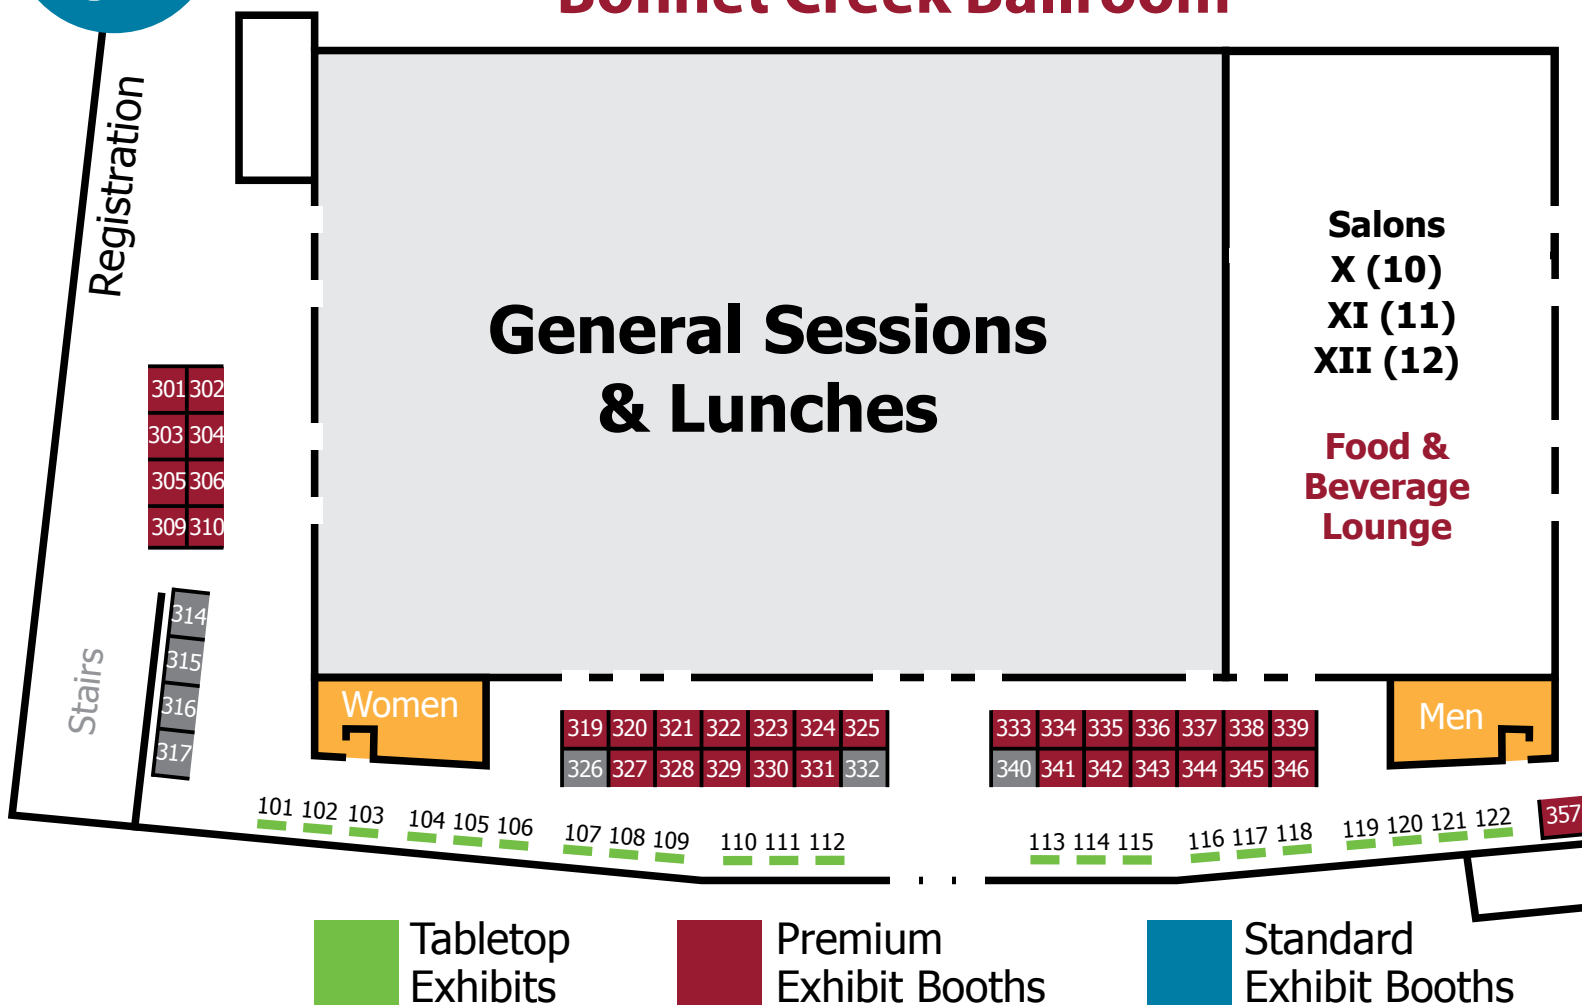 Bonnet Creek Ballroom
Registration
Salons
X (10)
XI (11)
XII (12)
General Sessions
& Lunches
Food &
Beverage
Lounge
301 302
303 304
305 306
309 310
314
315
316
317
Stairs
Women
Men
319 320 321 322 323 324 325
326 327 328 329 330 331 332
333 334 335 336 337 338 339
340 341 342 343 344 345 346
357
101 102 103 104 105 106 107 108 109 110 111 112 113 114 115 116 117 118 119 120 121 122
Tabletop
Exhibits
Premium
Exhibit Booths
Standard
Exhibit Booths